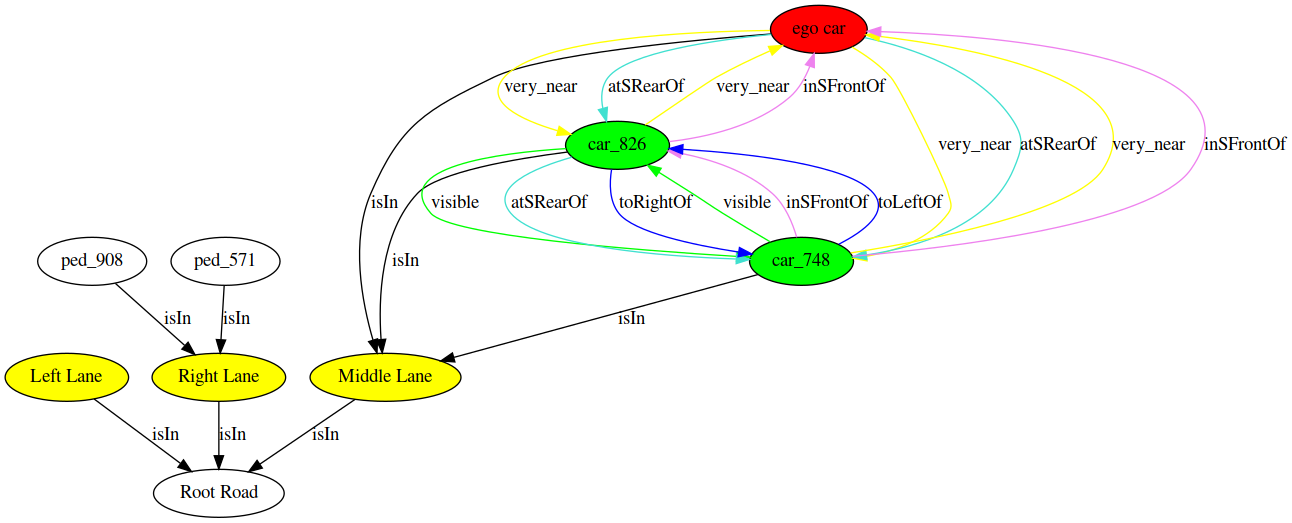 ego car
very_near
atSRearOf
very_near
inSFrontOf
car_826
very_near
atSRearOf
very_near
inSFrontOf
isIn
visible
atSRearOf
toRightOf
visible
inSFrontOf
toLeftOf
isIn
ped_908
ped_571
car_748
isIn
isIn
isIn
Left Lane
Right Lane
Middle Lane
isIn
isIn
isIn
Root Road